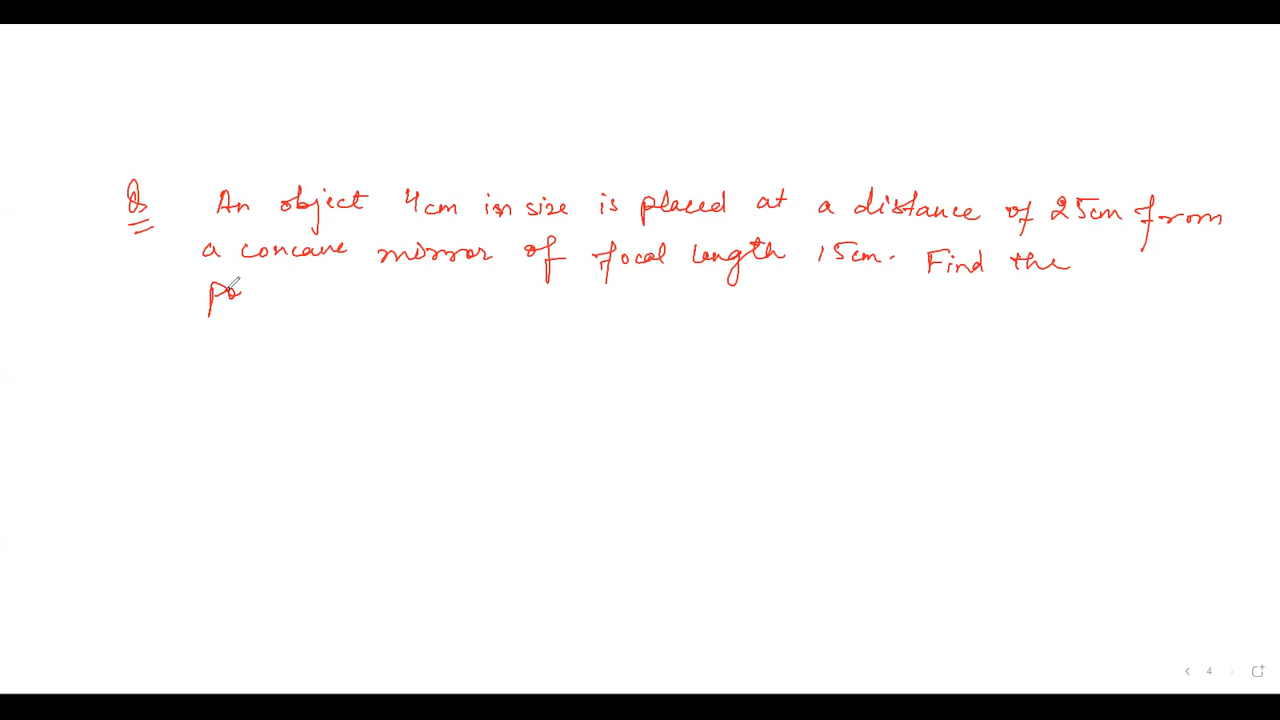 Q An object 4cm in size is placed at a distance of 25cm from
a concave mirror of focal length 15cm. Find the
po
4